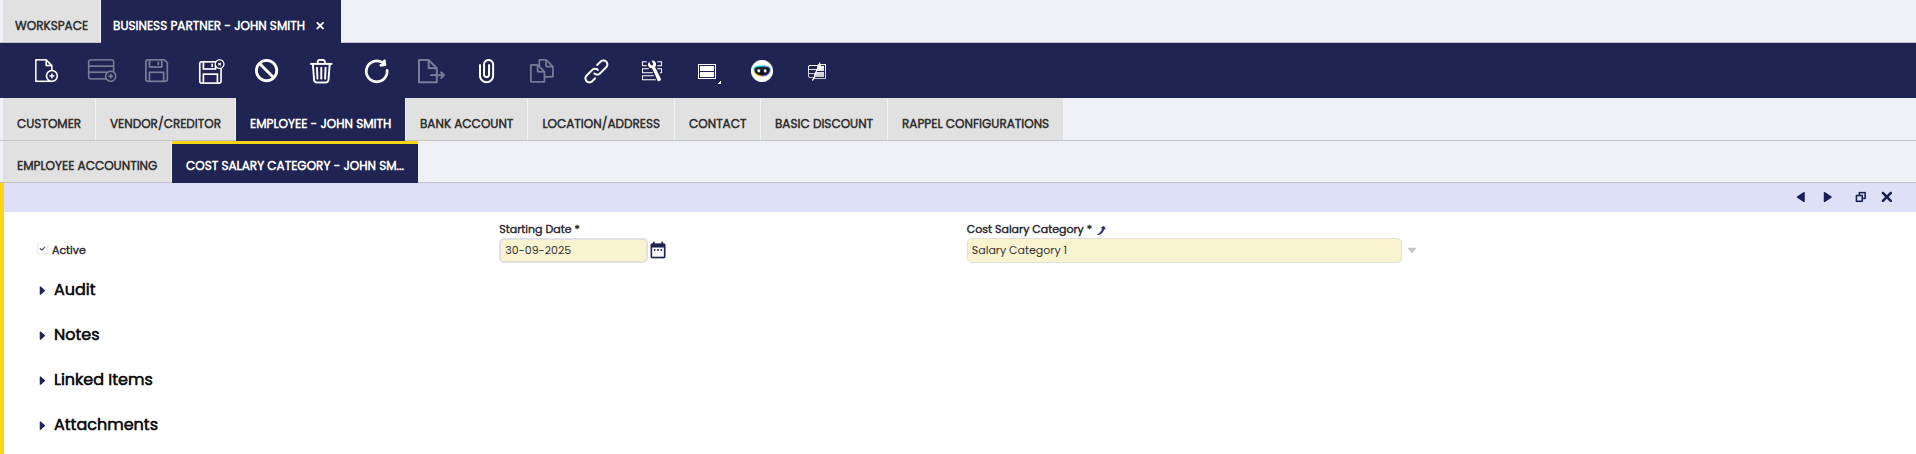 WORKSPACE BUSINESS PARTNER - JOHN SMITH
CUSTOMER VENDOR/CREDITOR EMPLOYEE - JOHN SMITH BANK ACCOUNT LOCATION/ADDRESS CONTACT BASIC DISCOUNT RAPPEL CONFIGURATIONS
EMPLOYEE ACCOUNTING COST SALARY CATEGORY - JOHN SM...
Starting Date * Cost Salary Category *
Active 30-09-2025 Salary Category 1
Audit
Notes
Linked Items
Attachments